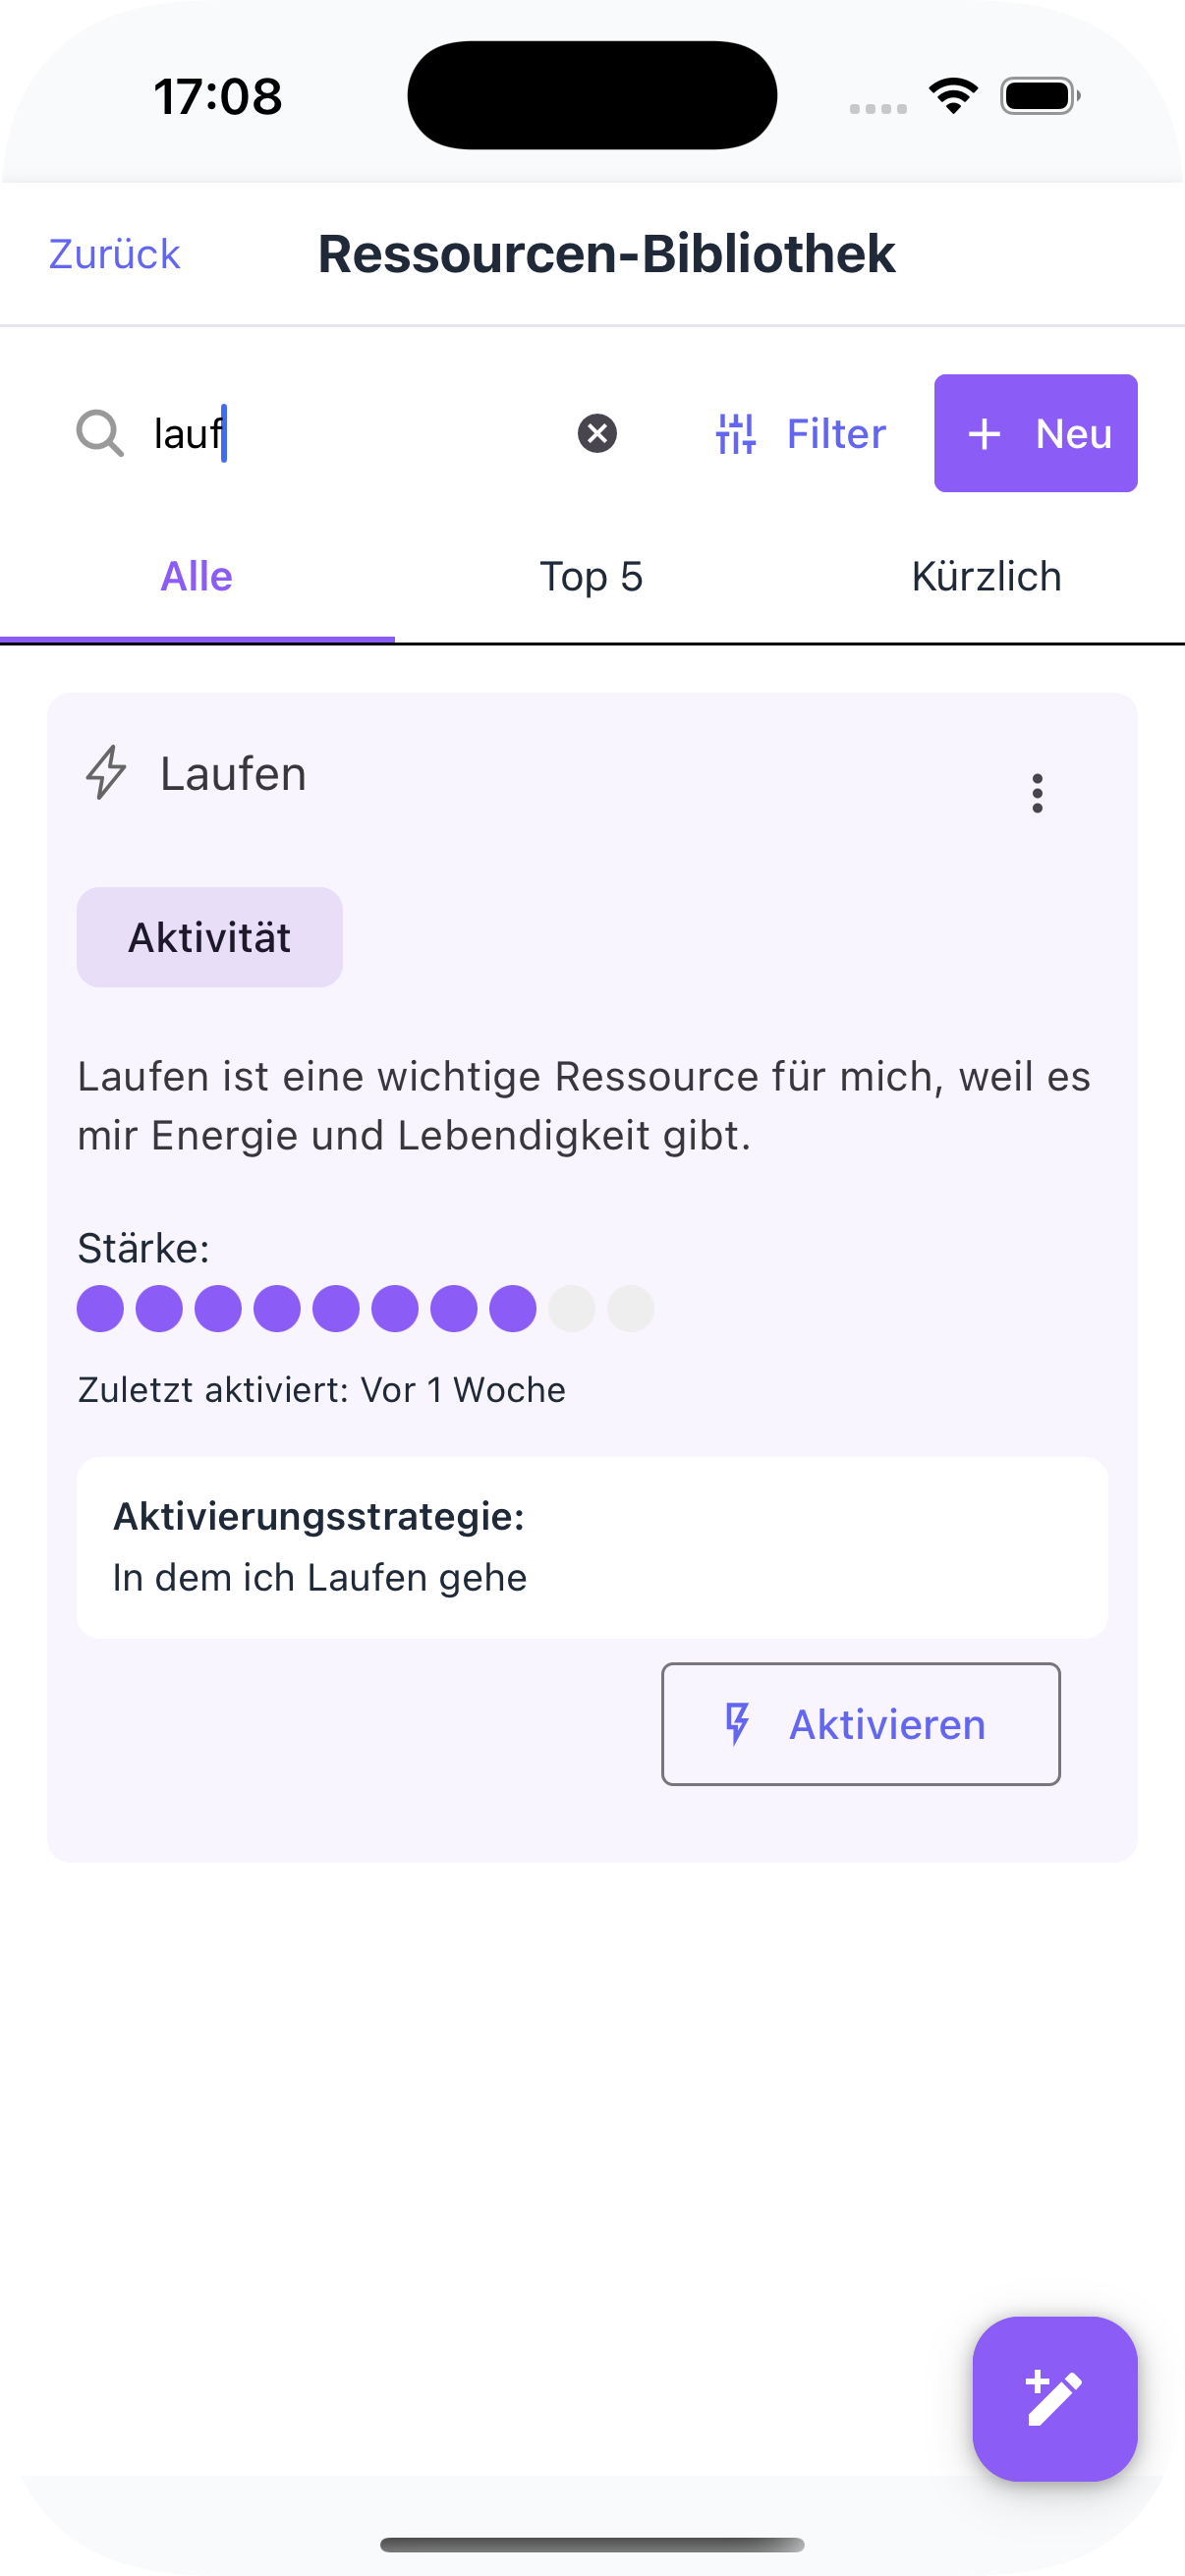 17:08
Zurück
Ressourcen-Bibliothek
lauf
Filter
+ Neu
Alle
Top 5
Kürzlich
Laufen
Aktivität
Laufen ist eine wichtige Ressource für mich, weil es
mir Energie und Lebendigkeit gibt.
Stärke:
Zuletzt aktiviert: Vor 1 Woche
Aktivierungsstrategie:
In dem ich Laufen gehe
Aktivieren